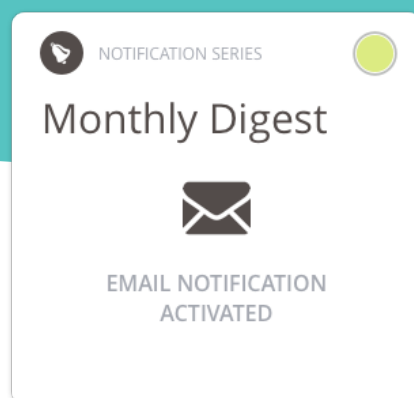 NOTIFICATION SERIES
Monthly Digest
EMAIL NOTIFICATION
ACTIVATED